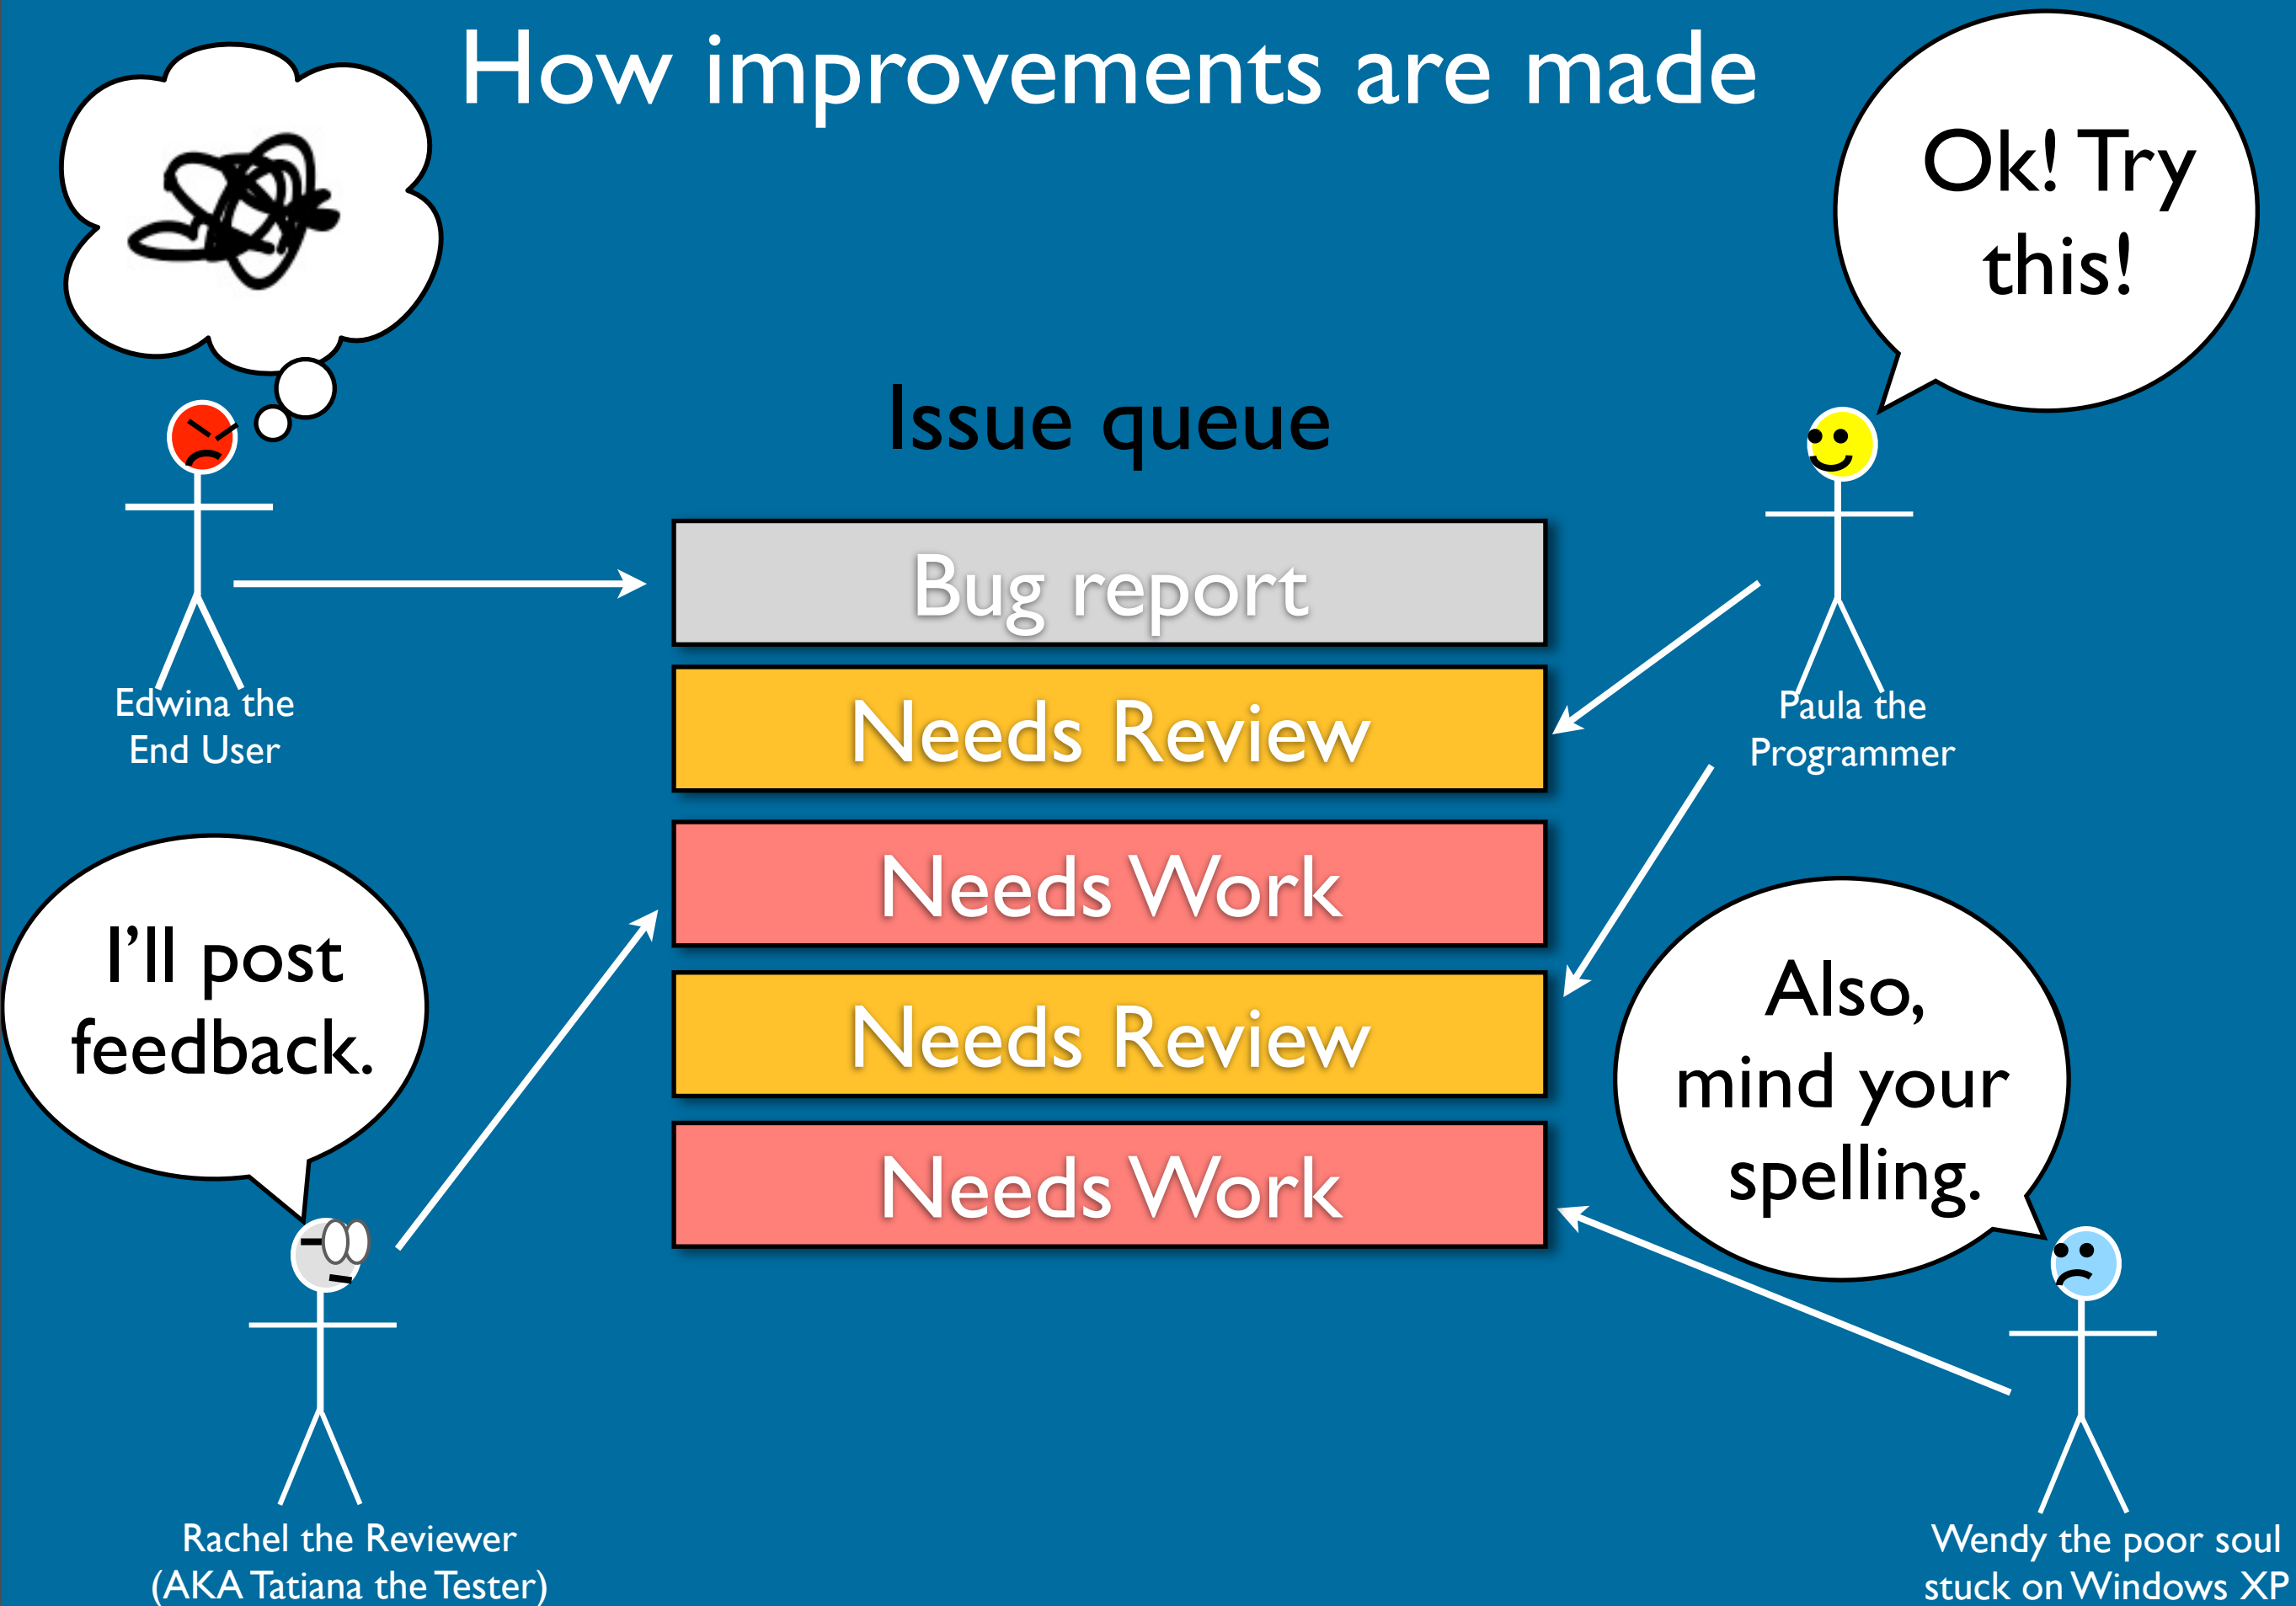 How improvements are made
Ok! Try
this!
Issue queue
Bug report
Needs Review
Needs Work
Needs Review
Needs Work
Edwina the
End User
Paula the
Programmer
I'll post
feedback.
Also,
mind your
spelling.
Rachel the Reviewer
(AKA Tatiana the Tester)
Wendy the poor soul
stuck on Windows XP